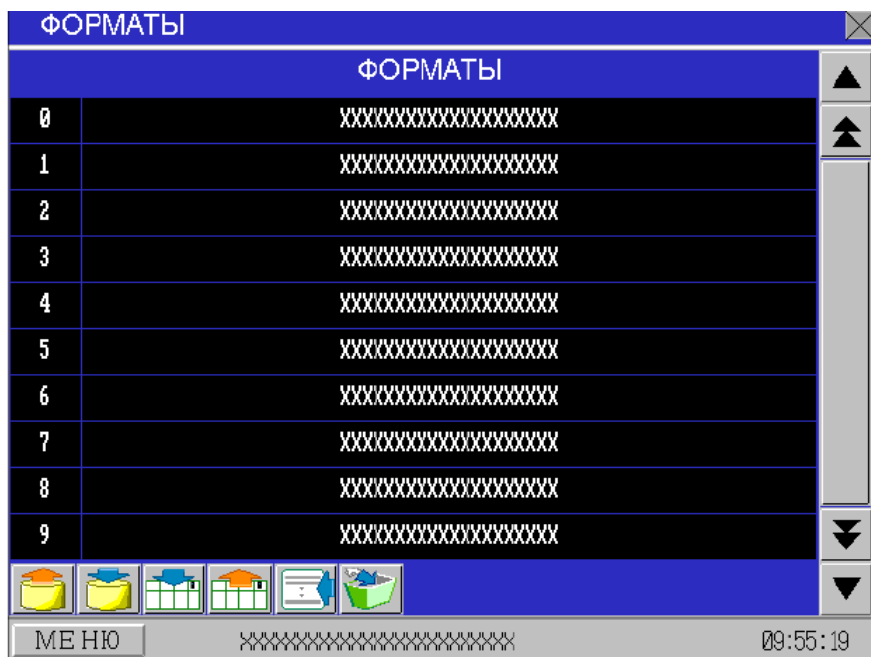 ФОРМАТЫ
ФОРМАТЫ
0 XXXXXXXXXXXXXXXXXXXX
1 XXXXXXXXXXXXXXXXXXXX
2 XXXXXXXXXXXXXXXXXXXX
3 XXXXXXXXXXXXXXXXXXXX
4 XXXXXXXXXXXXXXXXXXXX
5 XXXXXXXXXXXXXXXXXXXX
6 XXXXXXXXXXXXXXXXXXXX
7 XXXXXXXXXXXXXXXXXXXX
8 XXXXXXXXXXXXXXXXXXXX
9 XXXXXXXXXXXXXXXXXXXX
МЕНЮ XXXXXXXXXXXXXXXXXXXXXXXX 09:55:19